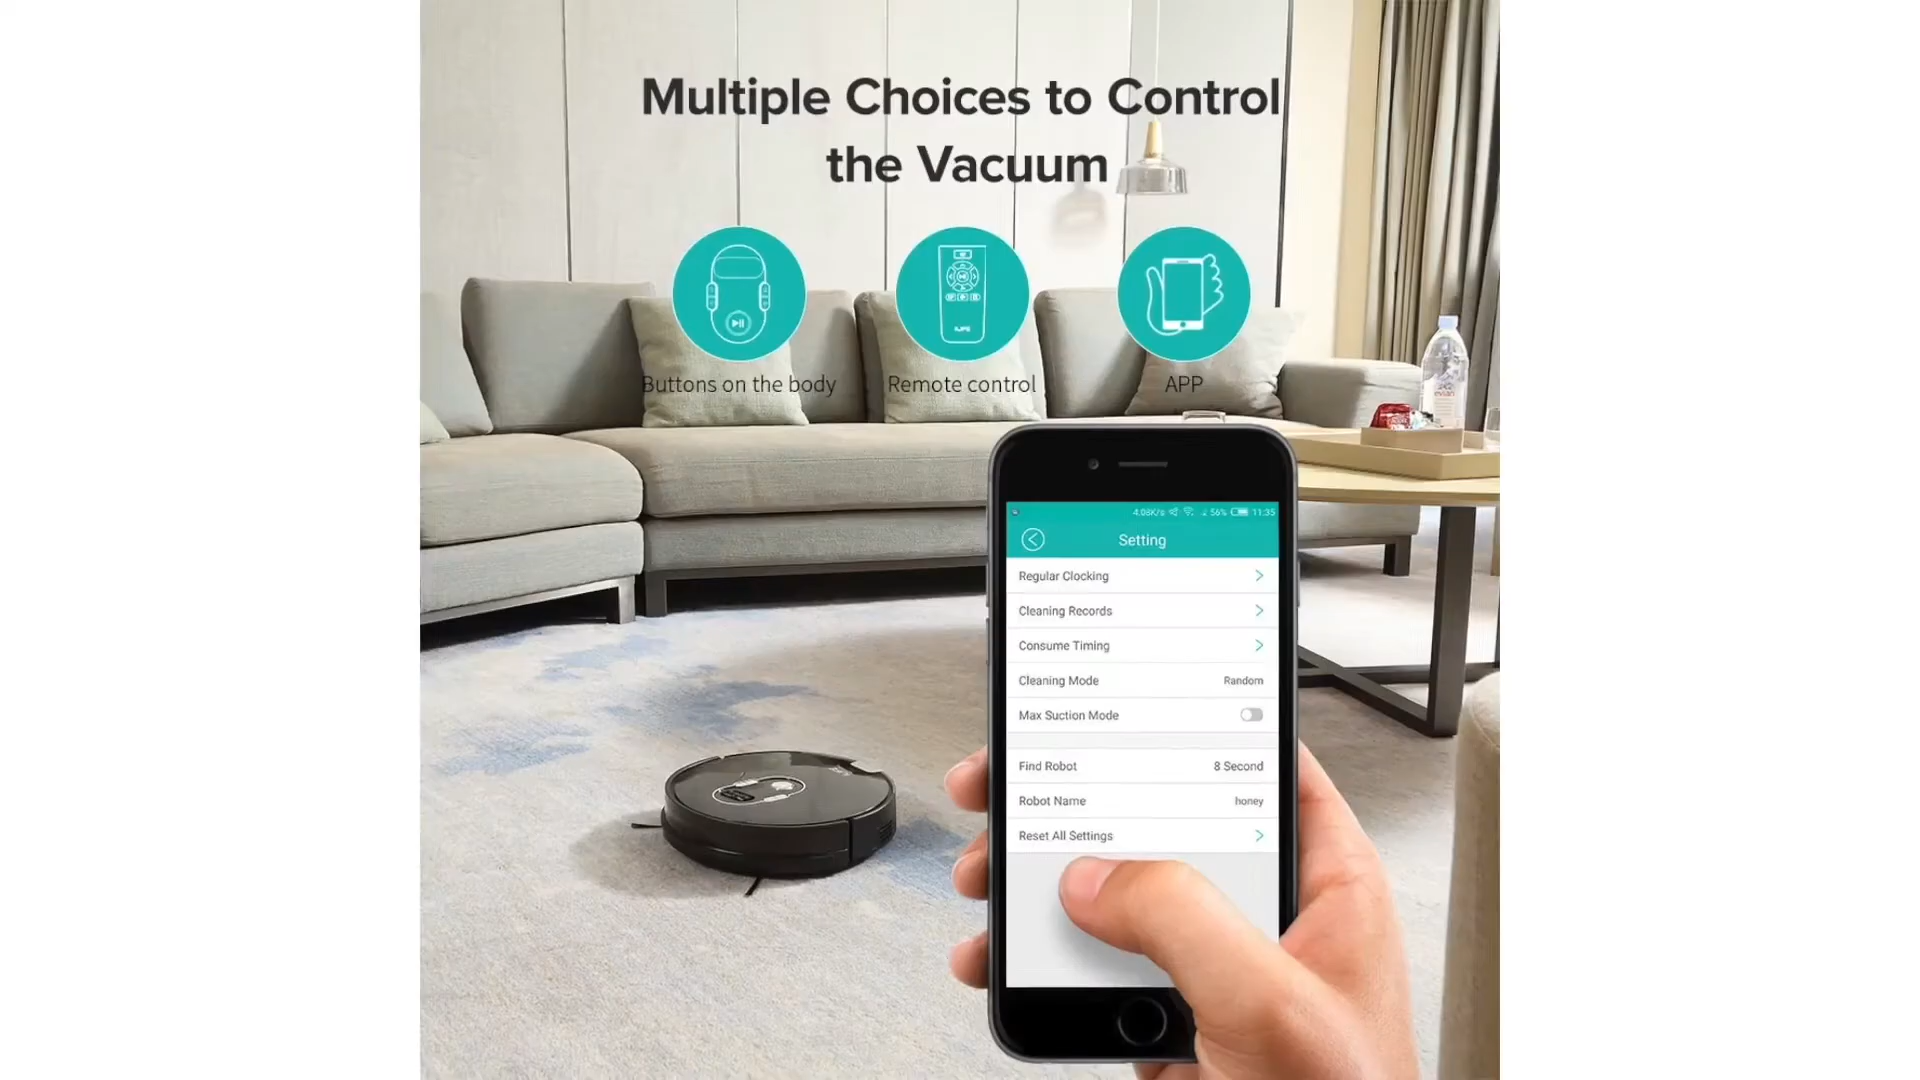 Multiple Choices to Control
the Vacuum
ILIFE
Buttons on the body
Remote control
APP
evian
4.08K/s 56% 11:35
Setting
Regular Clocking
Cleaning Records
Consume Timing
Cleaning Mode Random
Max Suction Mode
Find Robot 8 Second
Robot Name honey
Reset All Settings